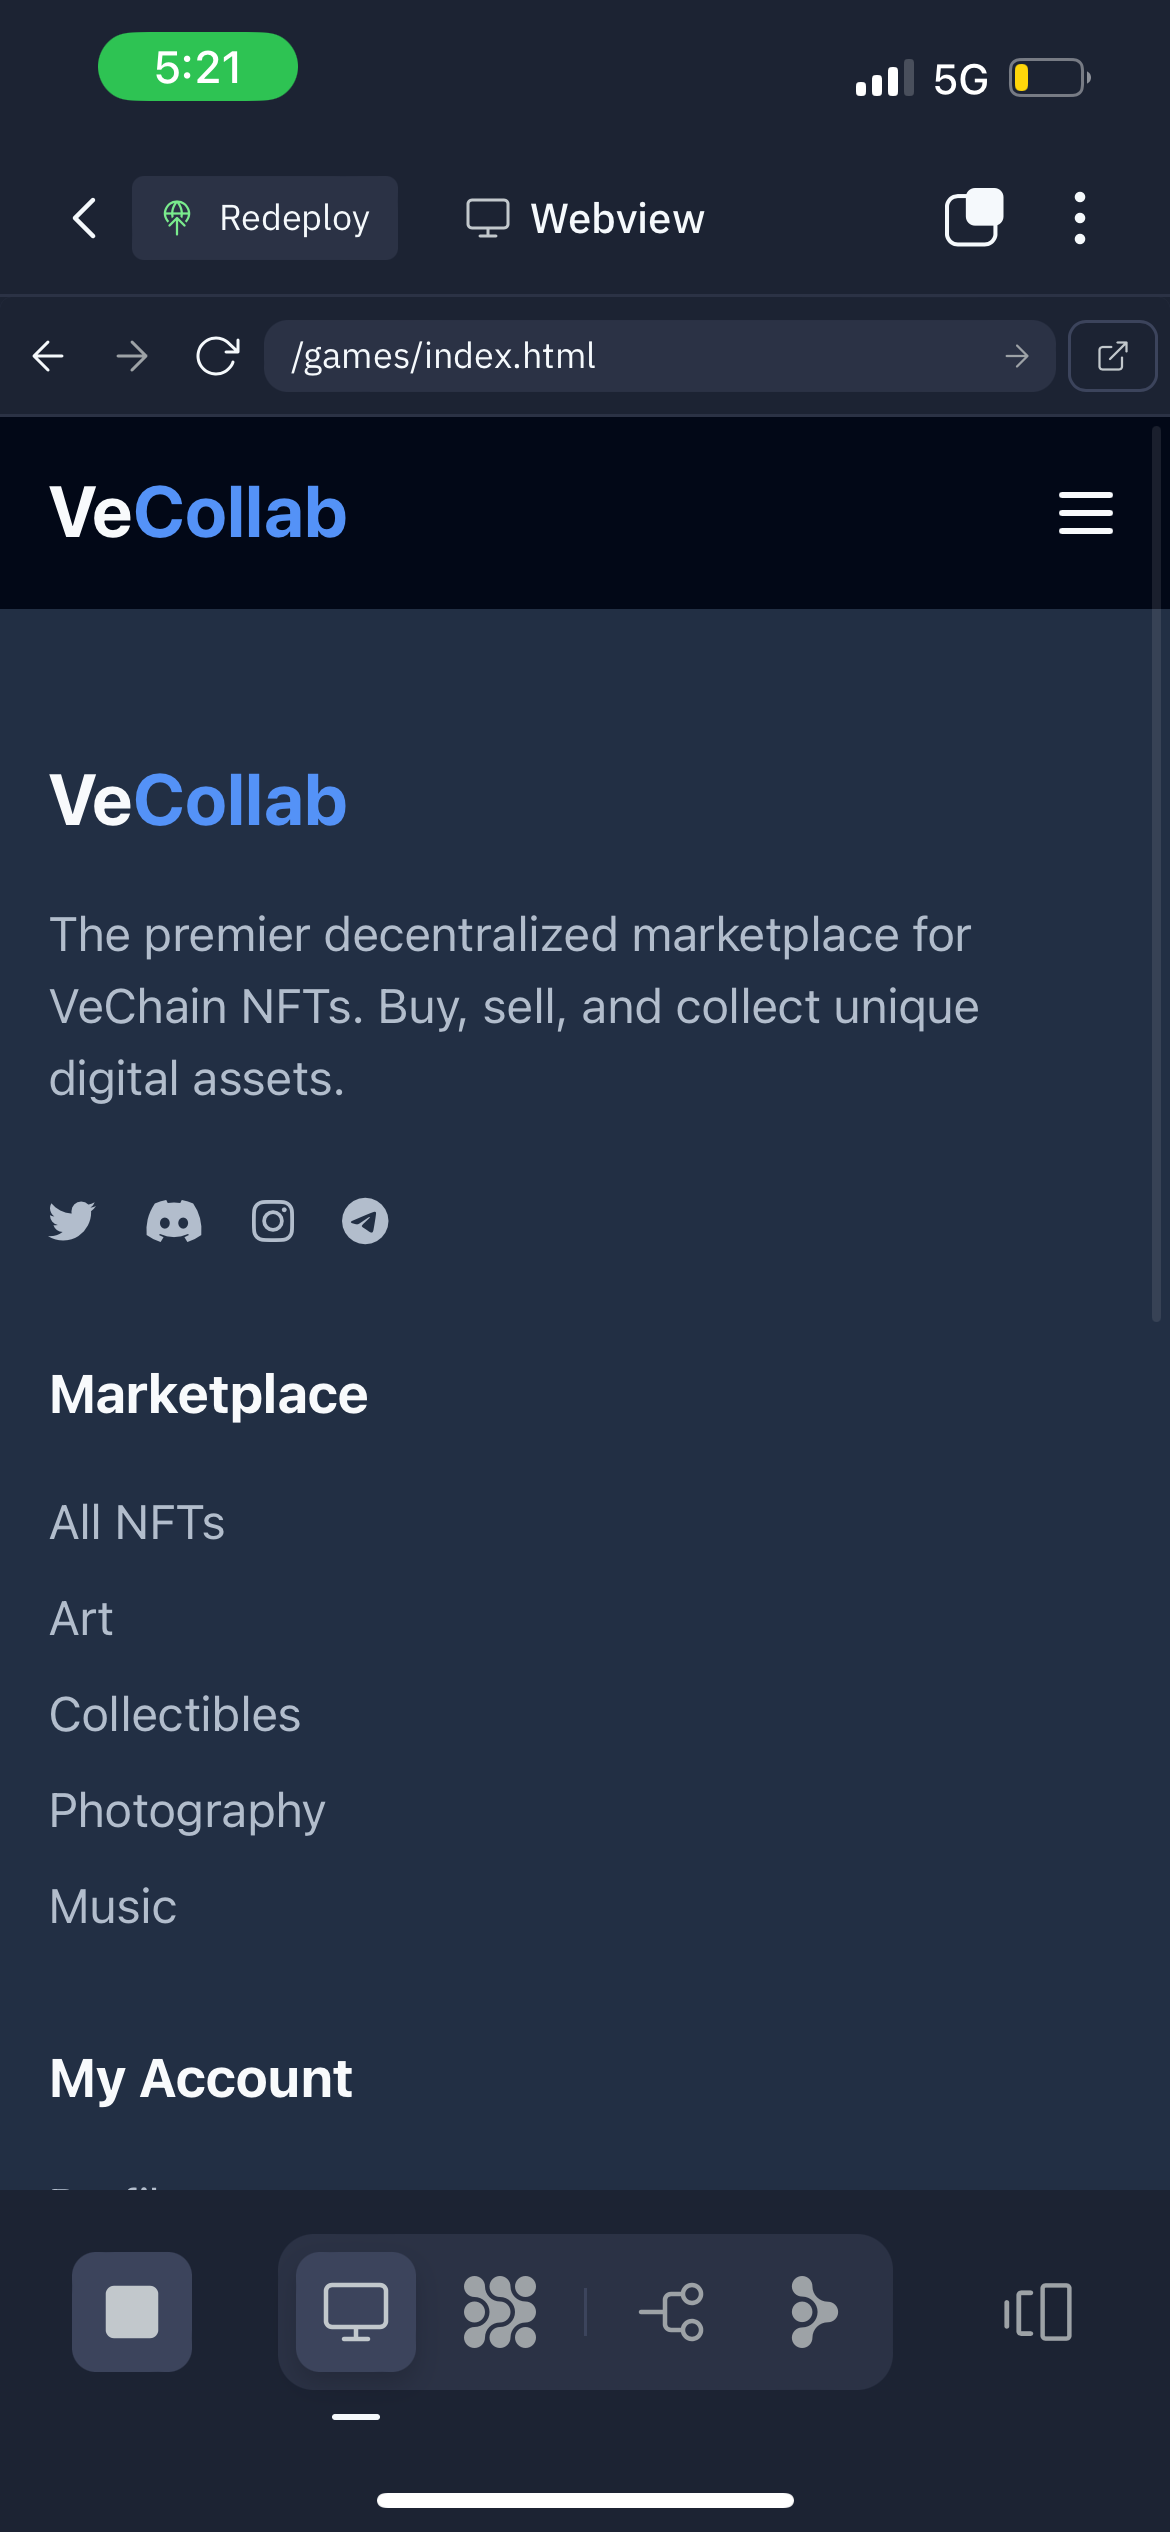 5:21
5G
Redeploy
Webview
/games/index.html
VeCollab
VeCollab
The premier decentralized marketplace for
VeChain NFTs. Buy, sell, and collect unique
digital assets.
Marketplace
All NFTs
Art
Collectibles
Photography
Music
My Account